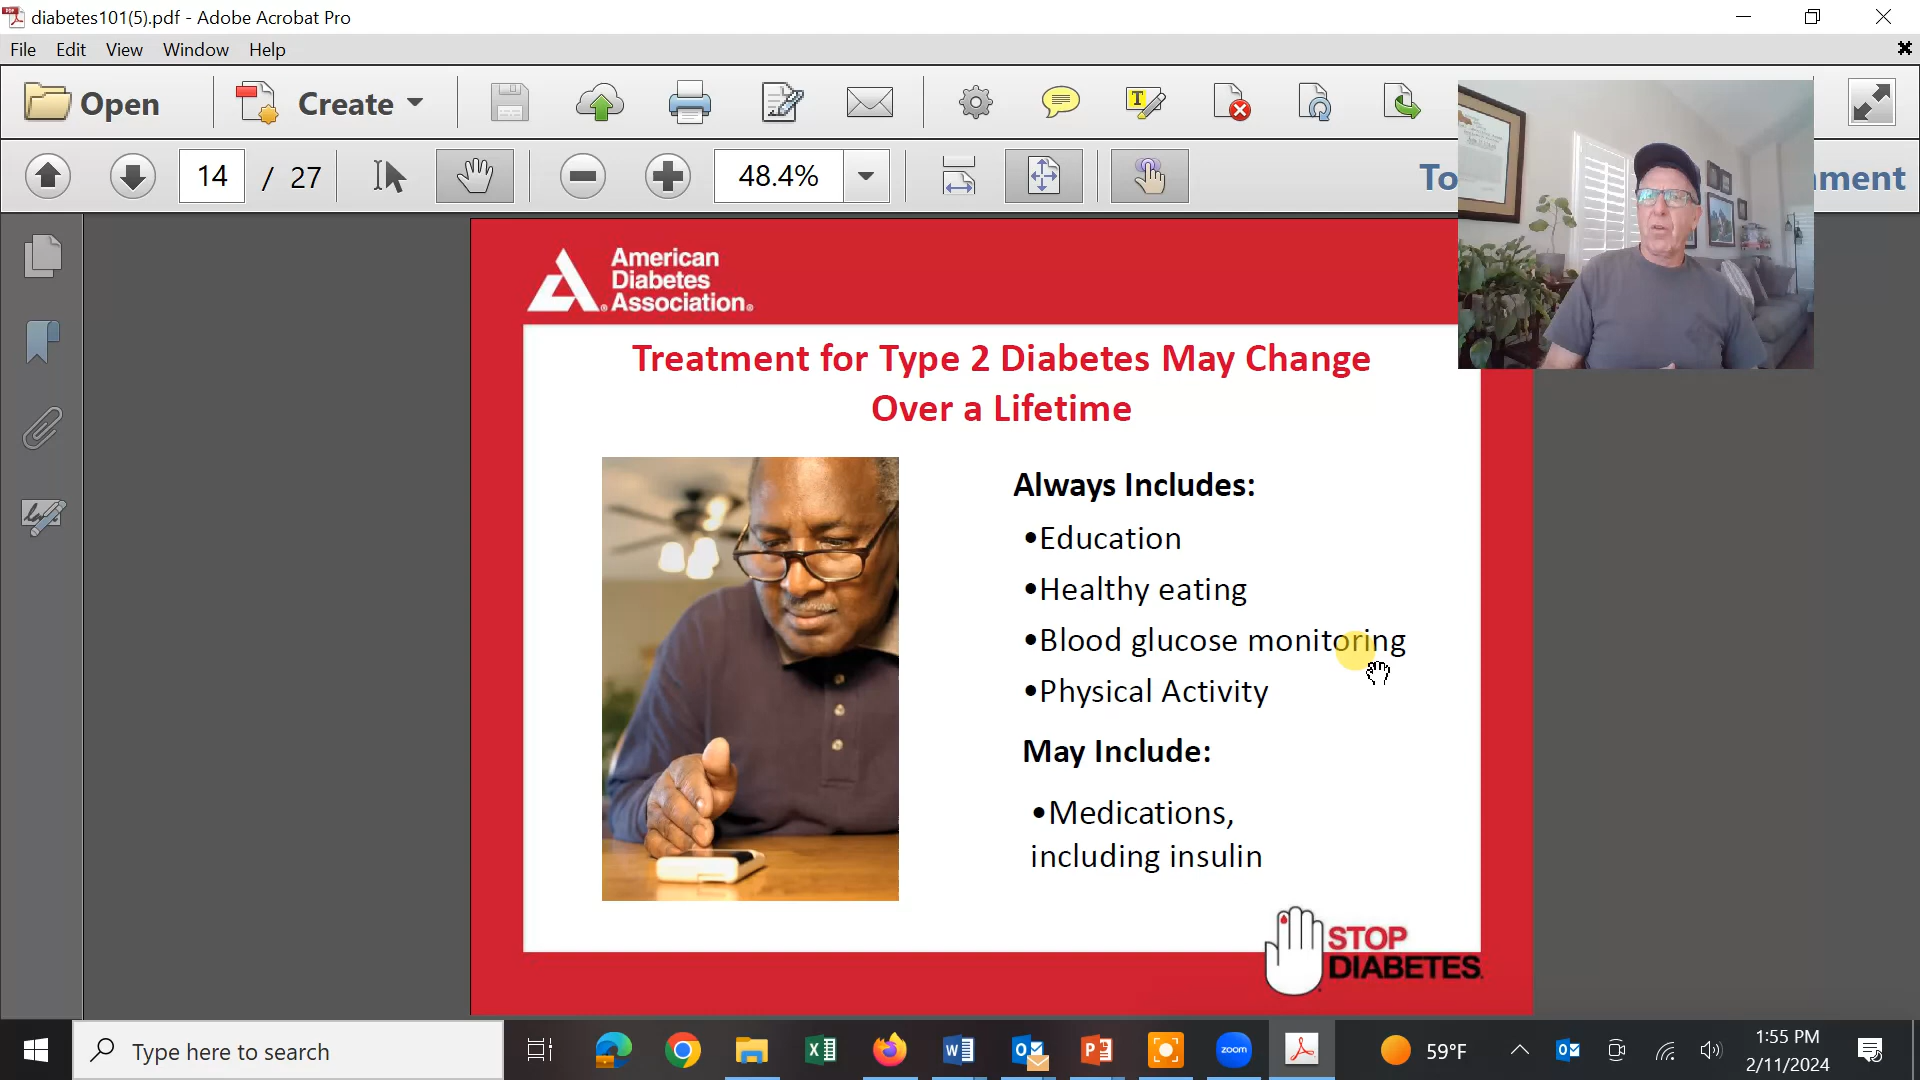 diabetes101(5).pdf - Adobe Acrobat Pro
File Edit View Window Help
Open
Create
14 / 27
48.4%
To
ment
American
Diabetes
Association®
Treatment for Type 2 Diabetes May Change
Over a Lifetime
Always Includes:
•Education
•Healthy eating
•Blood glucose monitoring
•Physical Activity
May Include:
•Medications,
including insulin
STOP
DIABETES
Type here to search
zoom
59°F
1:55 PM
2/11/2024